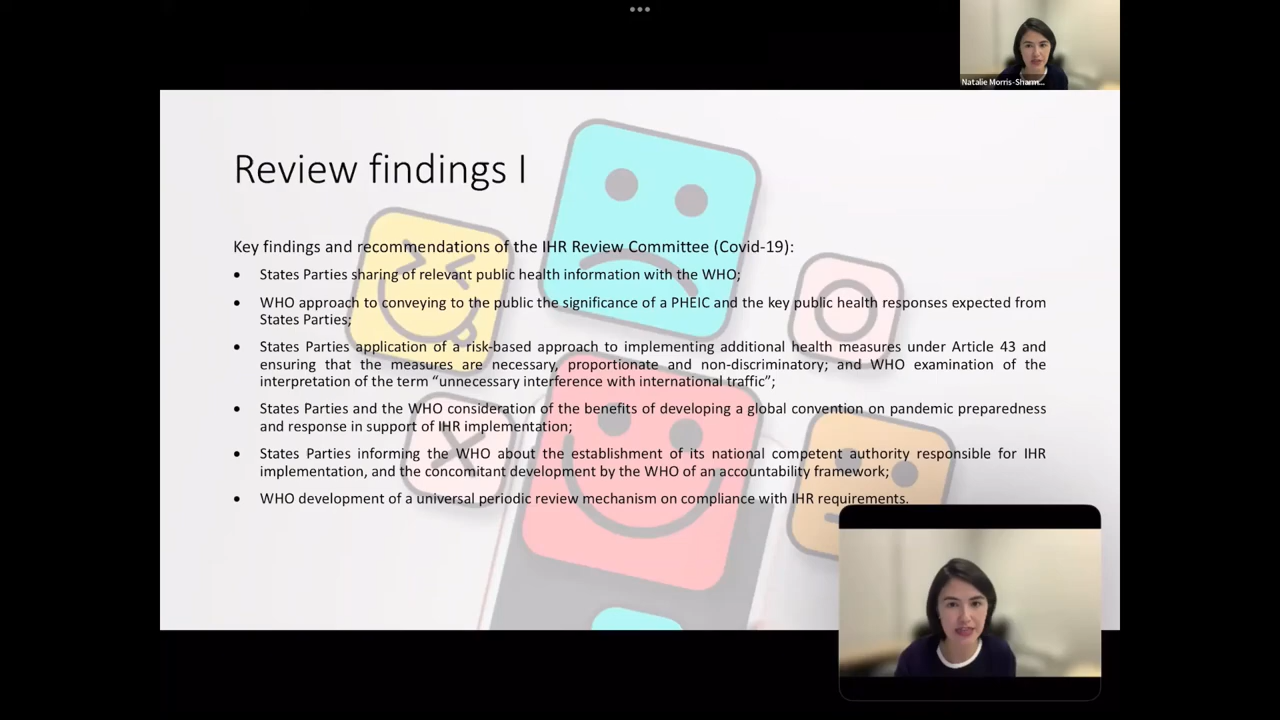 Natalie Morris-Sharm...
Review findings I
Key findings and recommendations of the IHR Review Committee (Covid-19):
• States Parties sharing of relevant public health information with the WHO;
• WHO approach to conveying to the public the significance of a PHEIC and the key public health responses expected from
States Parties;
• States Parties application of a risk-based approach to implementing additional health measures under Article 43 and
ensuring that the measures are necessary, proportionate and non-discriminatory; and WHO examination of the
interpretation of the term “unnecessary interference with international traffic”;
• States Parties and the WHO consideration of the benefits of developing a global convention on pandemic preparedness
and response in support of IHR implementation;
• States Parties informing the WHO about the establishment of its national competent authority responsible for IHR
implementation, and the concomitant development by the WHO of an accountability framework;
• WHO development of a universal periodic review mechanism on compliance with IHR requirements.